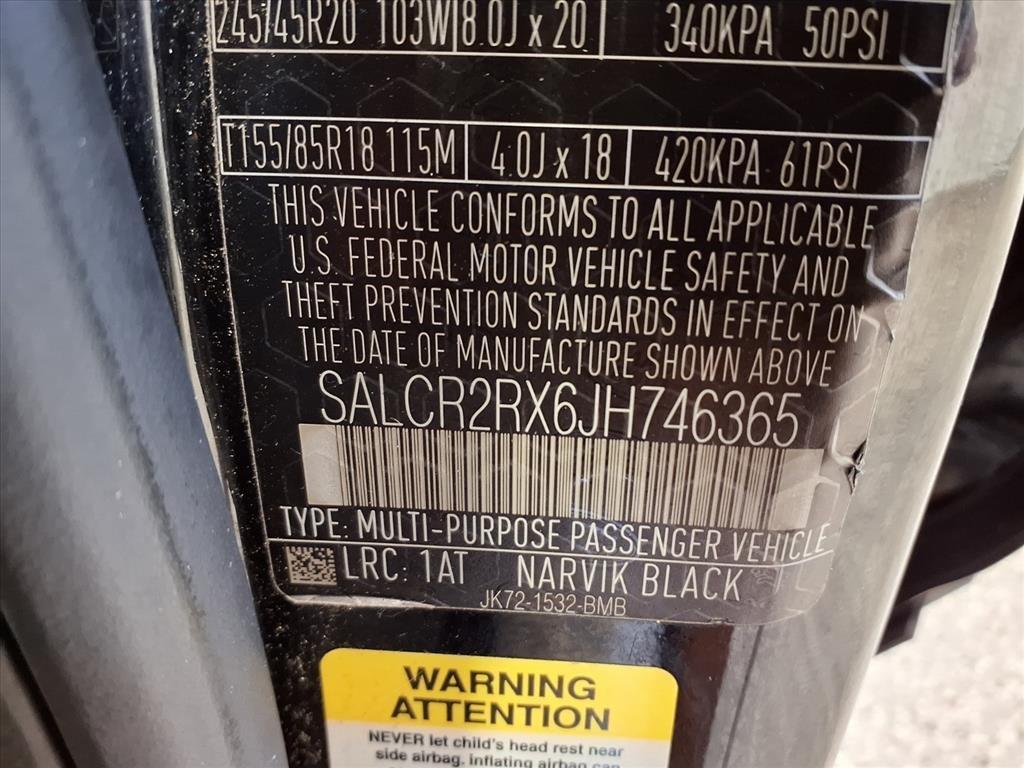 245/45R20 103W 8.0J x 20 340KPA 50PSI
T155/85R18 115M 4.0J x 18 420KPA 61PSI
THIS VEHICLE CONFORMS TO ALL APPLICABLE
U.S. FEDERAL MOTOR VEHICLE SAFETY AND
THEFT PREVENTION STANDARDS IN EFFECT ON
THE DATE OF MANUFACTURE SHOWN ABOVE
SALCR2RX6JH746365
TYPE: MULTI-PURPOSE PASSENGER VEHICLE
LRC: 1AT NARVIK BLACK
JK72-1532-BMB
WARNING
ATTENTION
NEVER let child's head rest near
side airbag, inflating airbag can